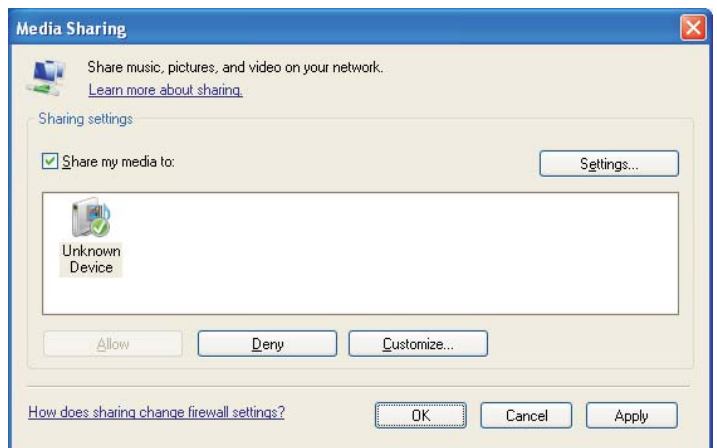 Media Sharing
Share music, pictures, and video on your network.
Learn more about sharing.
Sharing settings
Share my media to:
Settings...
Unknown
Device
Allow
Deny
Customize...
How does sharing change firewall settings?
OK
Cancel
Apply